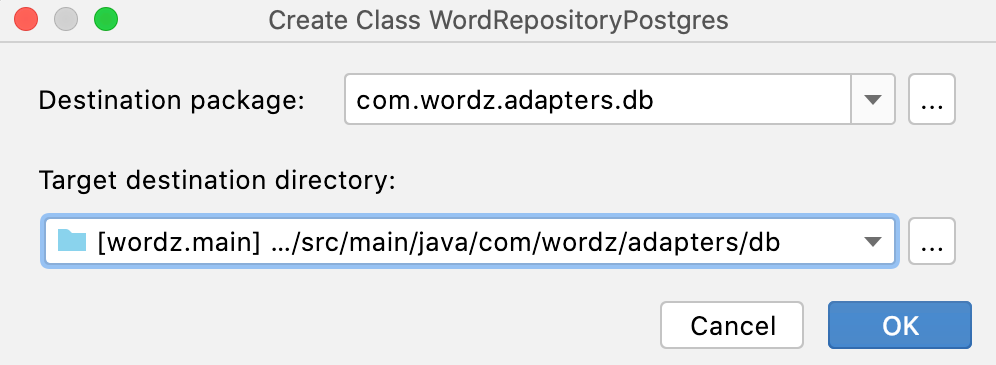 Create Class WordRepositoryPostgres
Destination package:
com.wordz.adapters.db
...
Target destination directory:
[wordz.main] .../src/main/java/com/wordz/adapters/db
...
Cancel
OK